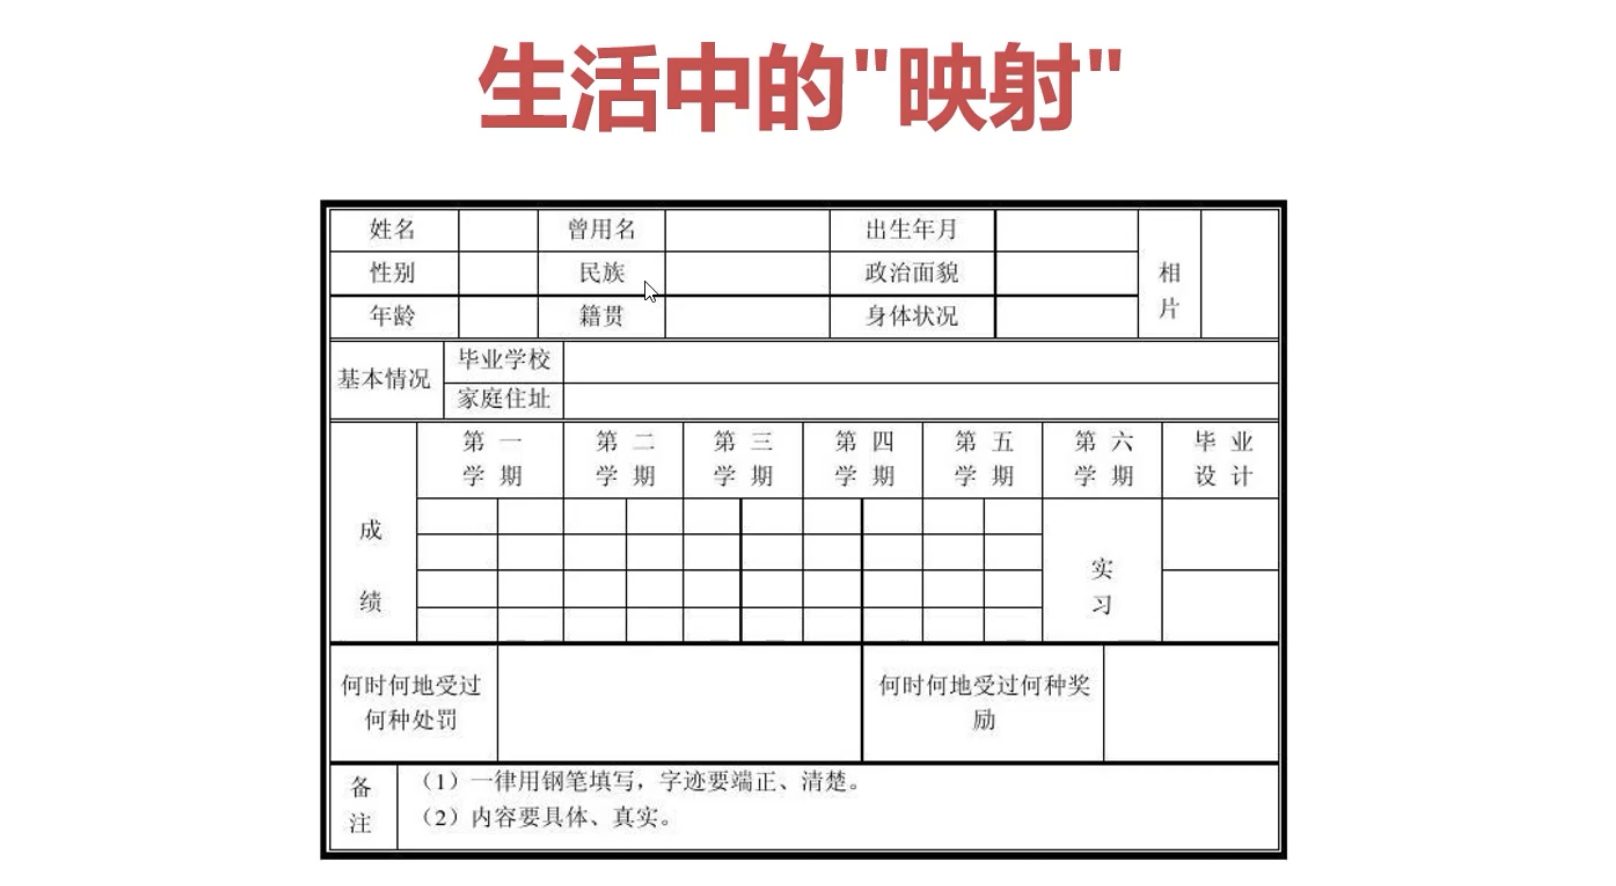 生活中的"映射"
姓名 曾用名 出生年月
性别 民族 政治面貌 相
年龄 籍贯 身体状况 片
基本情况 毕业学校
家庭住址
第一 第二 第三 第四 第五 第六 毕业
学期 学期 学期 学期 学期 学期 设计
成
绩
实
习
何时何地受过 何时何地受过何种奖
何种处罚 励
备 （1）一律用钢笔填写，字迹要端正、清楚。
注 （2）内容要具体、真实。